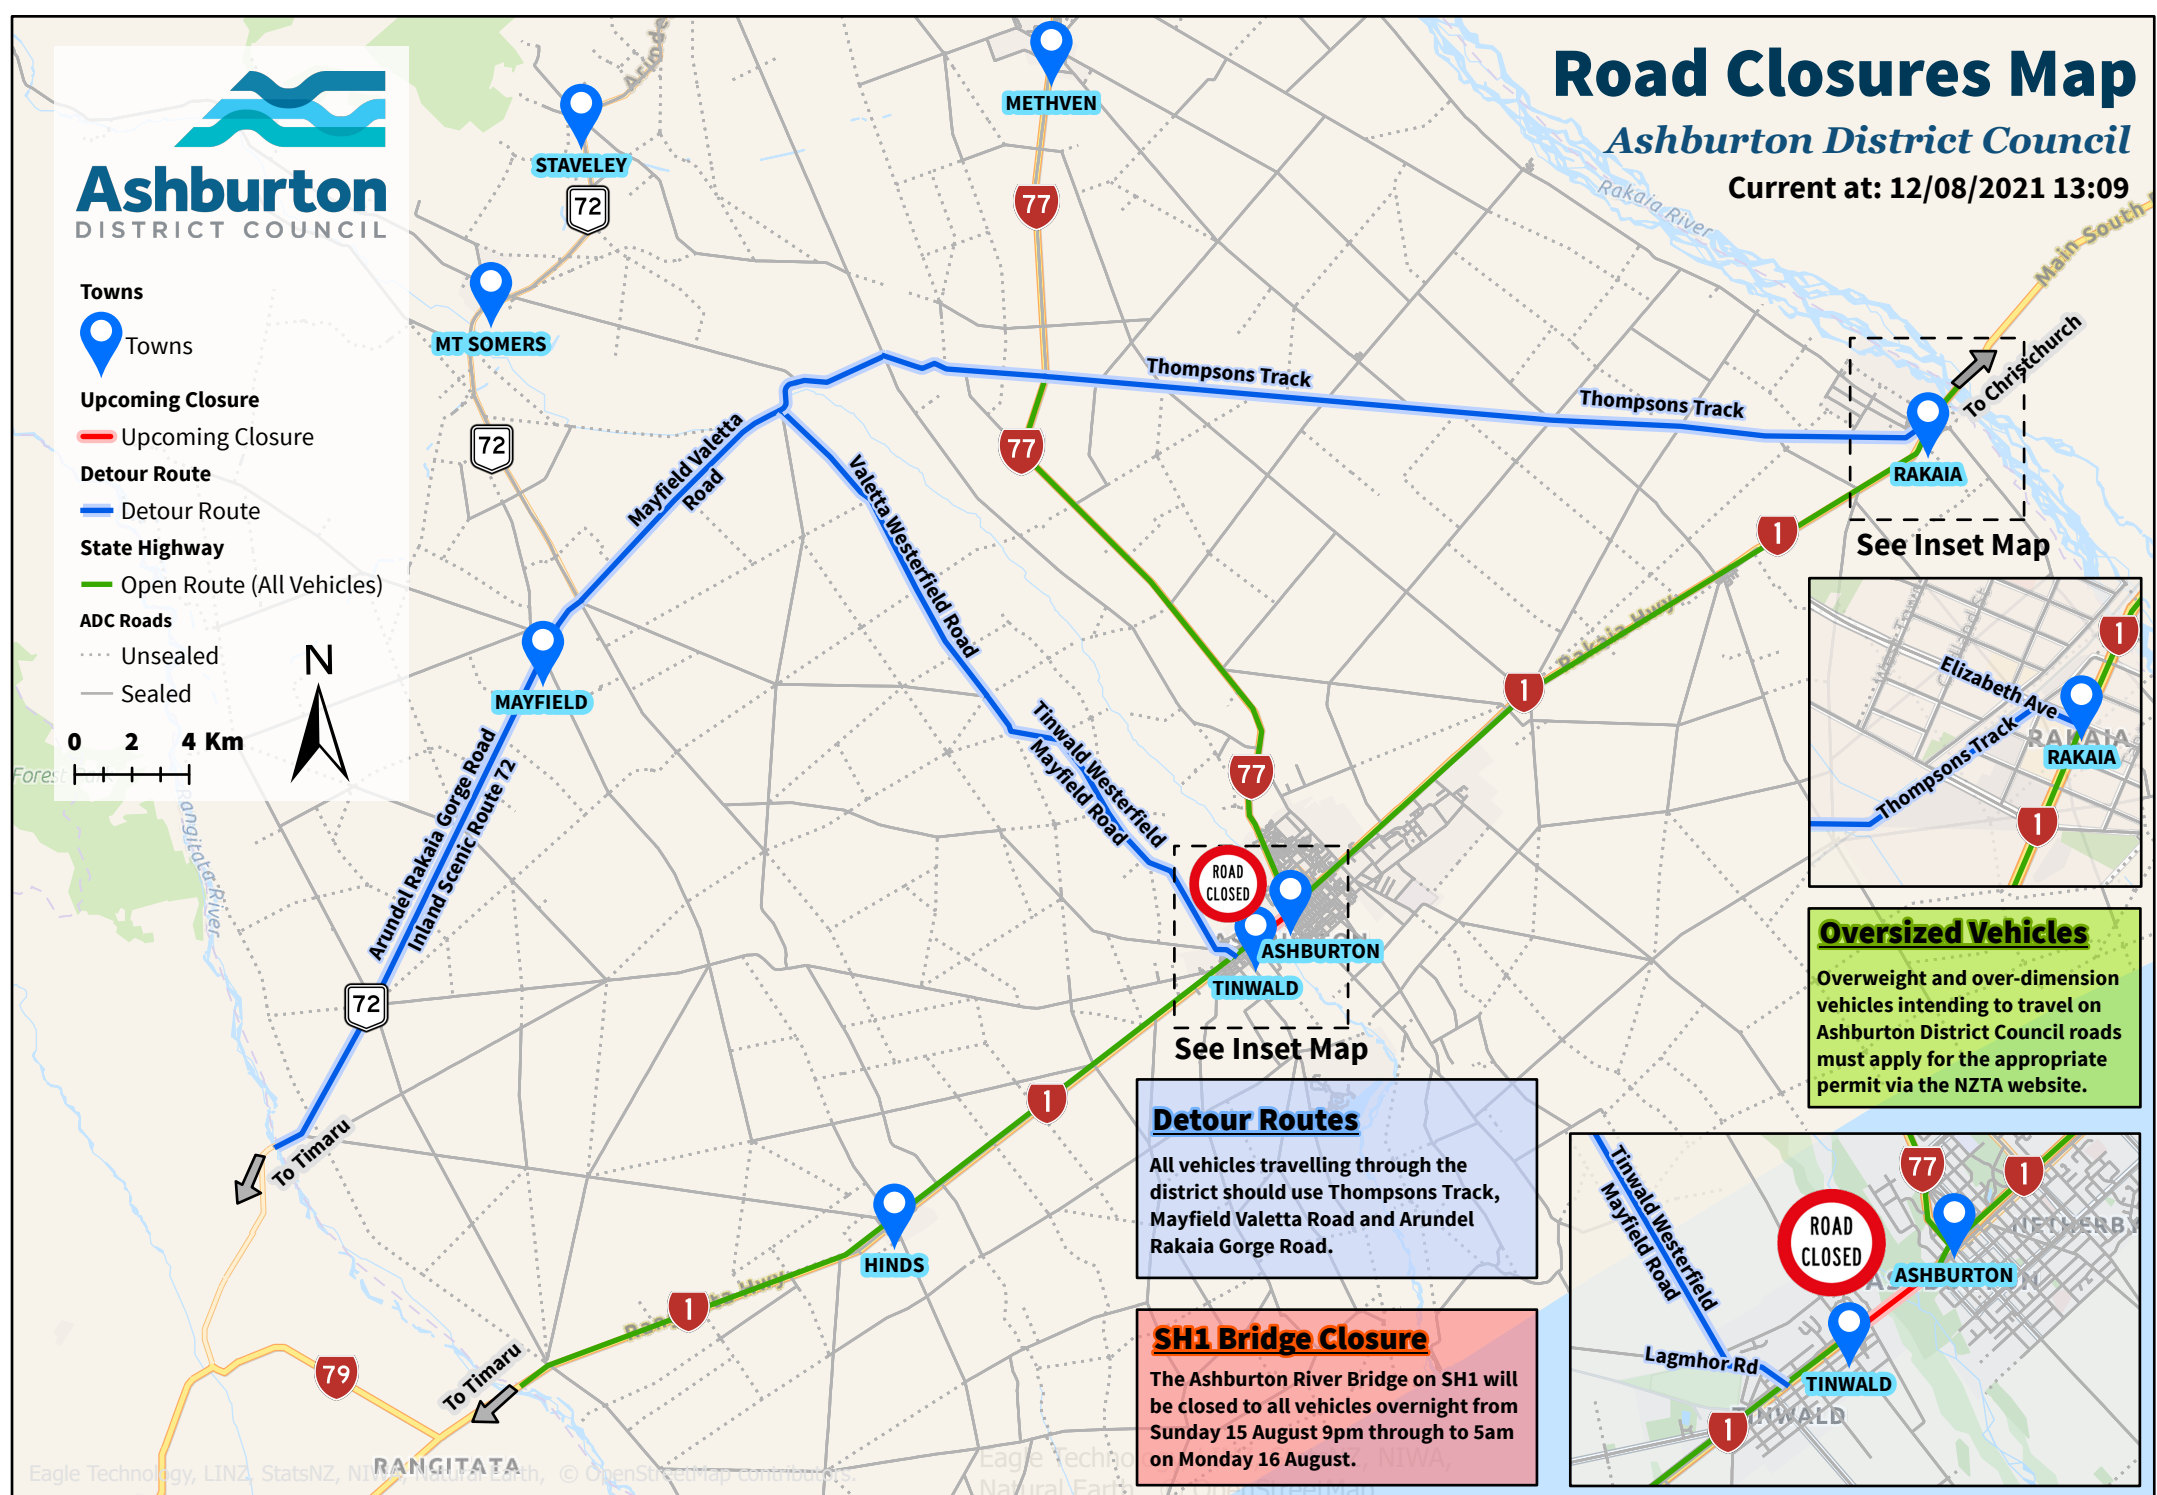 Road Closures Map
Ashburton District Council
Current at: 12/08/2021 13:09
Ashburton
DISTRICT COUNCIL
Towns
Towns
Upcoming Closure
Upcoming Closure
Detour Route
Detour Route
State Highway
Open Route (All Vehicles)
ADC Roads
Unsealed
Sealed
N
0 2 4 Km
METHVEN
STAVELEY
72
77
MT SOMERS
72
77
Rakaia River
Main South
To Christchurch
Thompsons Track
Thompsons Track
RAKAIA
See Inset Map
1
Mayfield Valetta
Road
Valetta Westerfield Road
MAYFIELD
Rakaia Hwy
1
Tinwald Westerfield
Mayfield Road
77
Arundel Rakaia Gorge Road
Inland Scenic Route 72
Rangitata River
72
ROAD
CLOSED
ASHBURTON
TINWALD
See Inset Map
1
To Timaru
HINDS
1
To Timaru
79
RANGITATA
Elizabeth Ave
Thompsons Track
1
RAKAIA
RAKAIA
1
Oversized Vehicles
Overweight and over-dimension
vehicles intending to travel on
Ashburton District Council roads
must apply for the appropriate
permit via the NZTA website.
Detour Routes
All vehicles travelling through the
district should use Thompsons Track,
Mayfield Valetta Road and Arundel
Rakaia Gorge Road.
SH1 Bridge Closure
The Ashburton River Bridge on SH1 will
be closed to all vehicles overnight from
Sunday 15 August 9pm through to 5am
on Monday 16 August.
Tinwald Westerfield
Mayfield Road
77
1
ROAD
CLOSED
NETHERBY
ASHBURTON
Lagmhor Rd
TINWALD
TINWALD
1
Eagle Technology, LINZ, StatsNZ, NIWA, Natural Earth, © OpenStreetMap contributors.